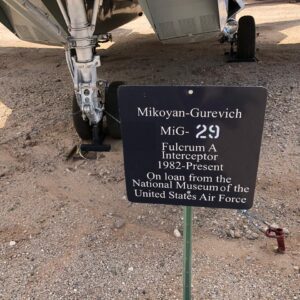 Mikoyan-Gurevich
MiG- 29
Fulcrum A
Interceptor
1982-Present
On loan from the
National Museum of the
United States Air Force